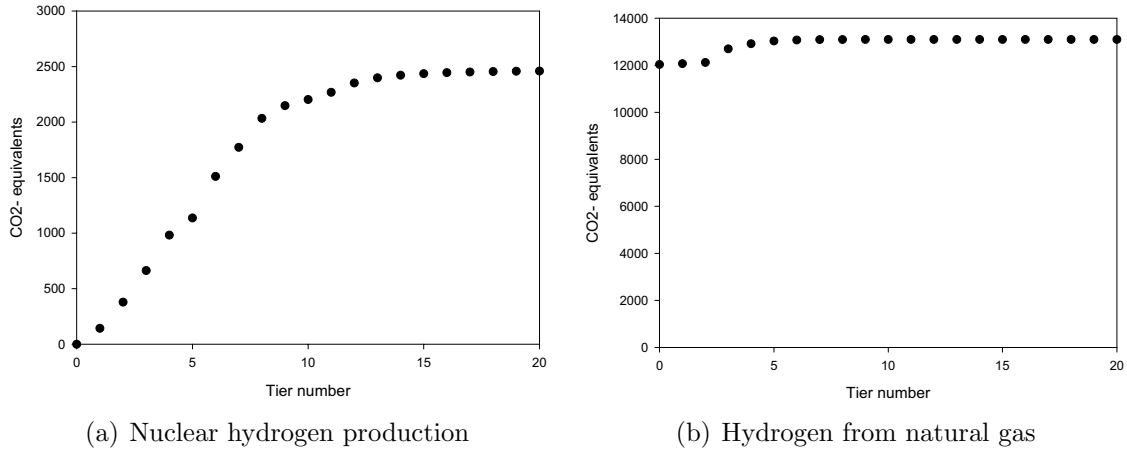 3000
2500
2000
1500
1000
500
0
CO2- equivalents
0 5 10 15 20
Tier number
(a) Nuclear hydrogen production
14000
12000
10000
8000
6000
4000
2000
0
CO2- equivalents
0 5 10 15 20
Tier number
(b) Hydrogen from natural gas